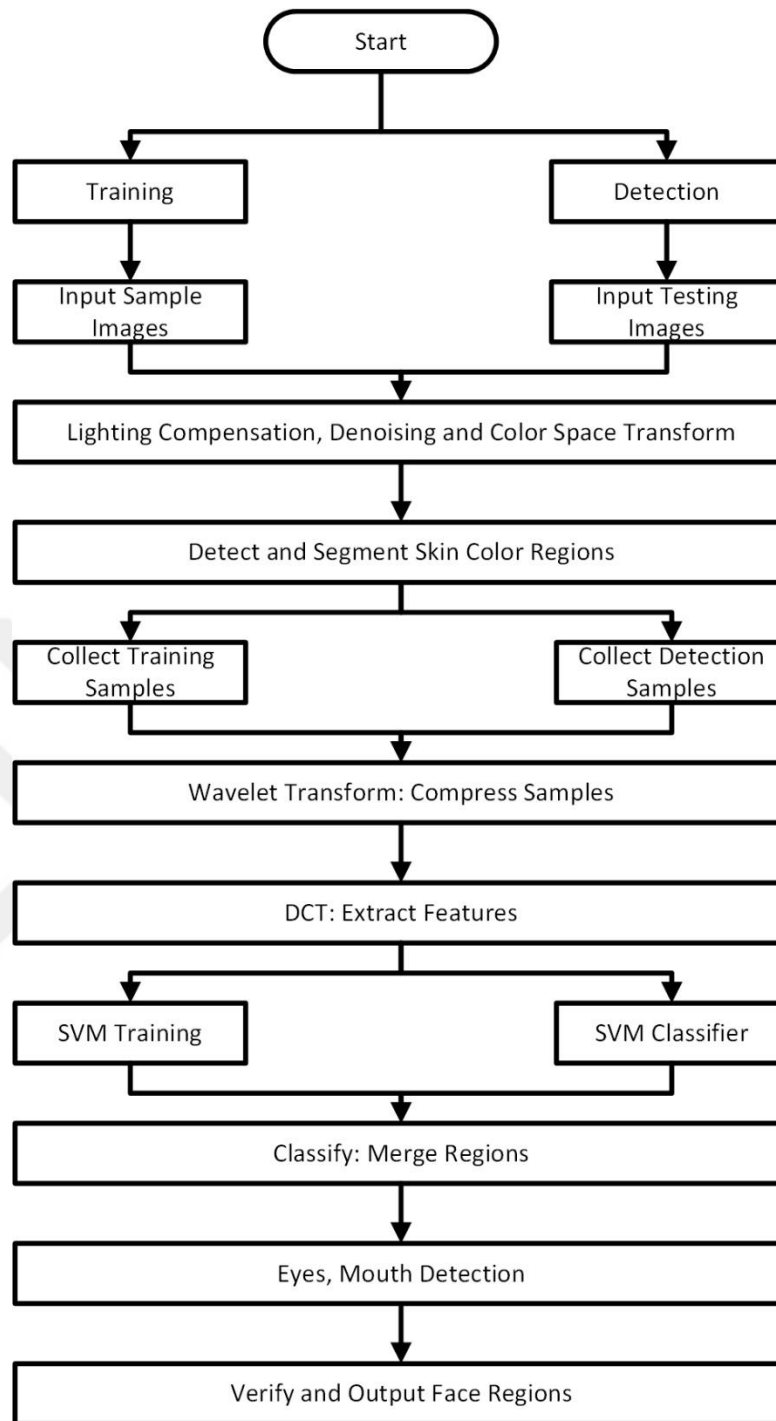 Start
Training
Detection
Input Sample
Images
Input Testing
Images
Lighting Compensation, Denoising and Color Space Transform
Detect and Segment Skin Color Regions
Collect Training
Samples
Collect Detection
Samples
Wavelet Transform: Compress Samples
DCT: Extract Features
SVM Training
SVM Classifier
Classify: Merge Regions
Eyes, Mouth Detection
Verify and Output Face Regions